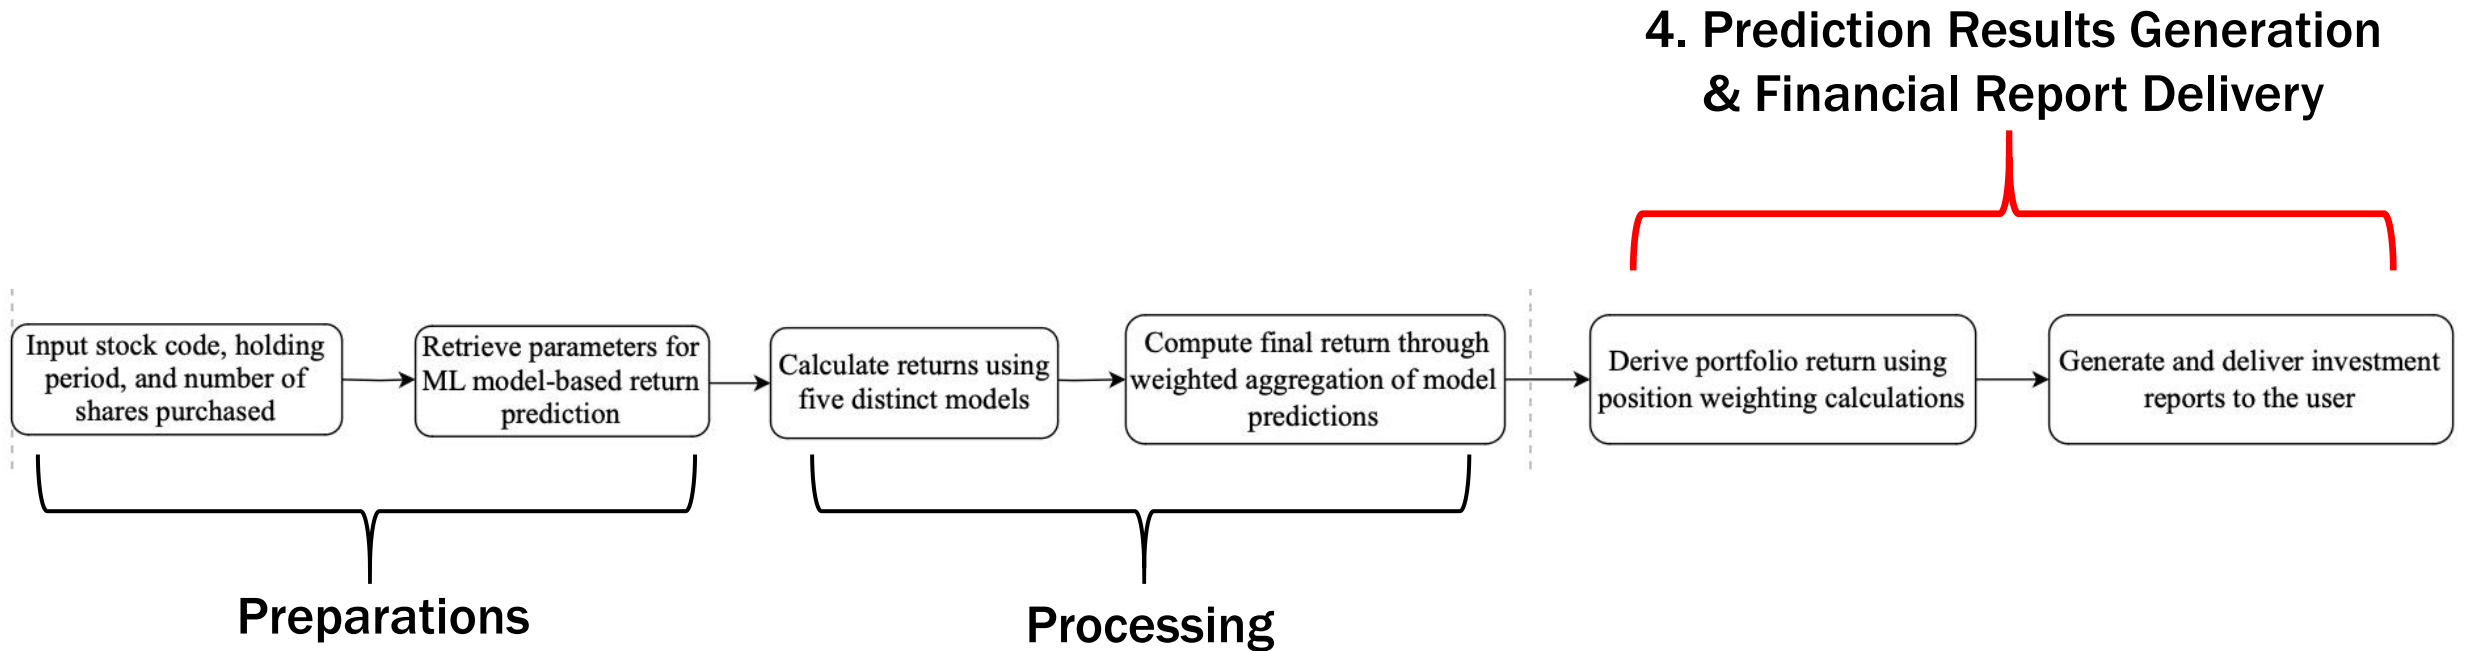 4. Prediction Results Generation
& Financial Report Delivery
Input stock code, holding
period, and number of
shares purchased
Retrieve parameters for
ML model-based return
prediction
Calculate returns using
five distinct models
Compute final return through
weighted aggregation of model
predictions
Derive portfolio return using
position weighting calculations
Generate and deliver investment
reports to the user
Preparations
Processing